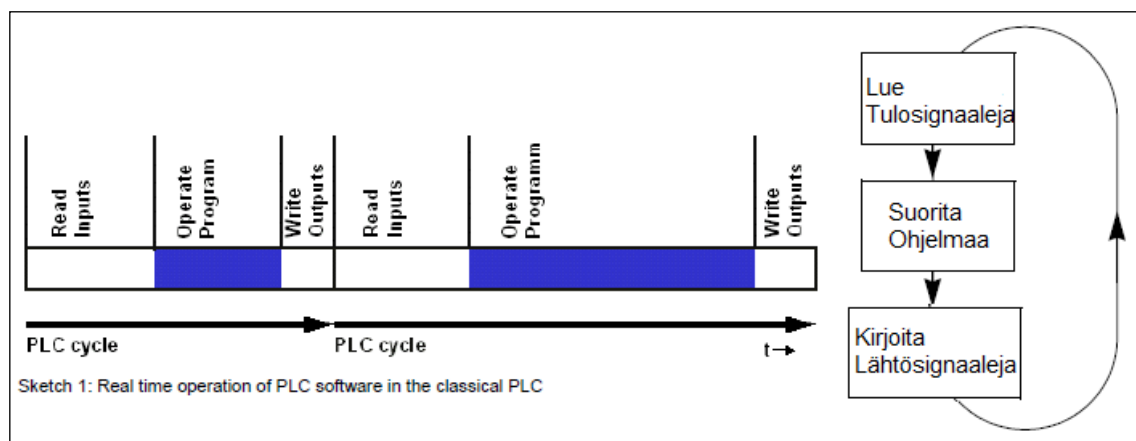 Read
Inputs
Operate
Program
Write
Outputs
Read
Inputs
Operate
Programm
Write
Outputs
PLC cycle
PLC cycle
t→
Sketch 1: Real time operation of PLC software in the classical PLC
Lue
Tulosignaaleja
Suorita
Ohjelmaa
Kirjoita
Lähtösignaaleja